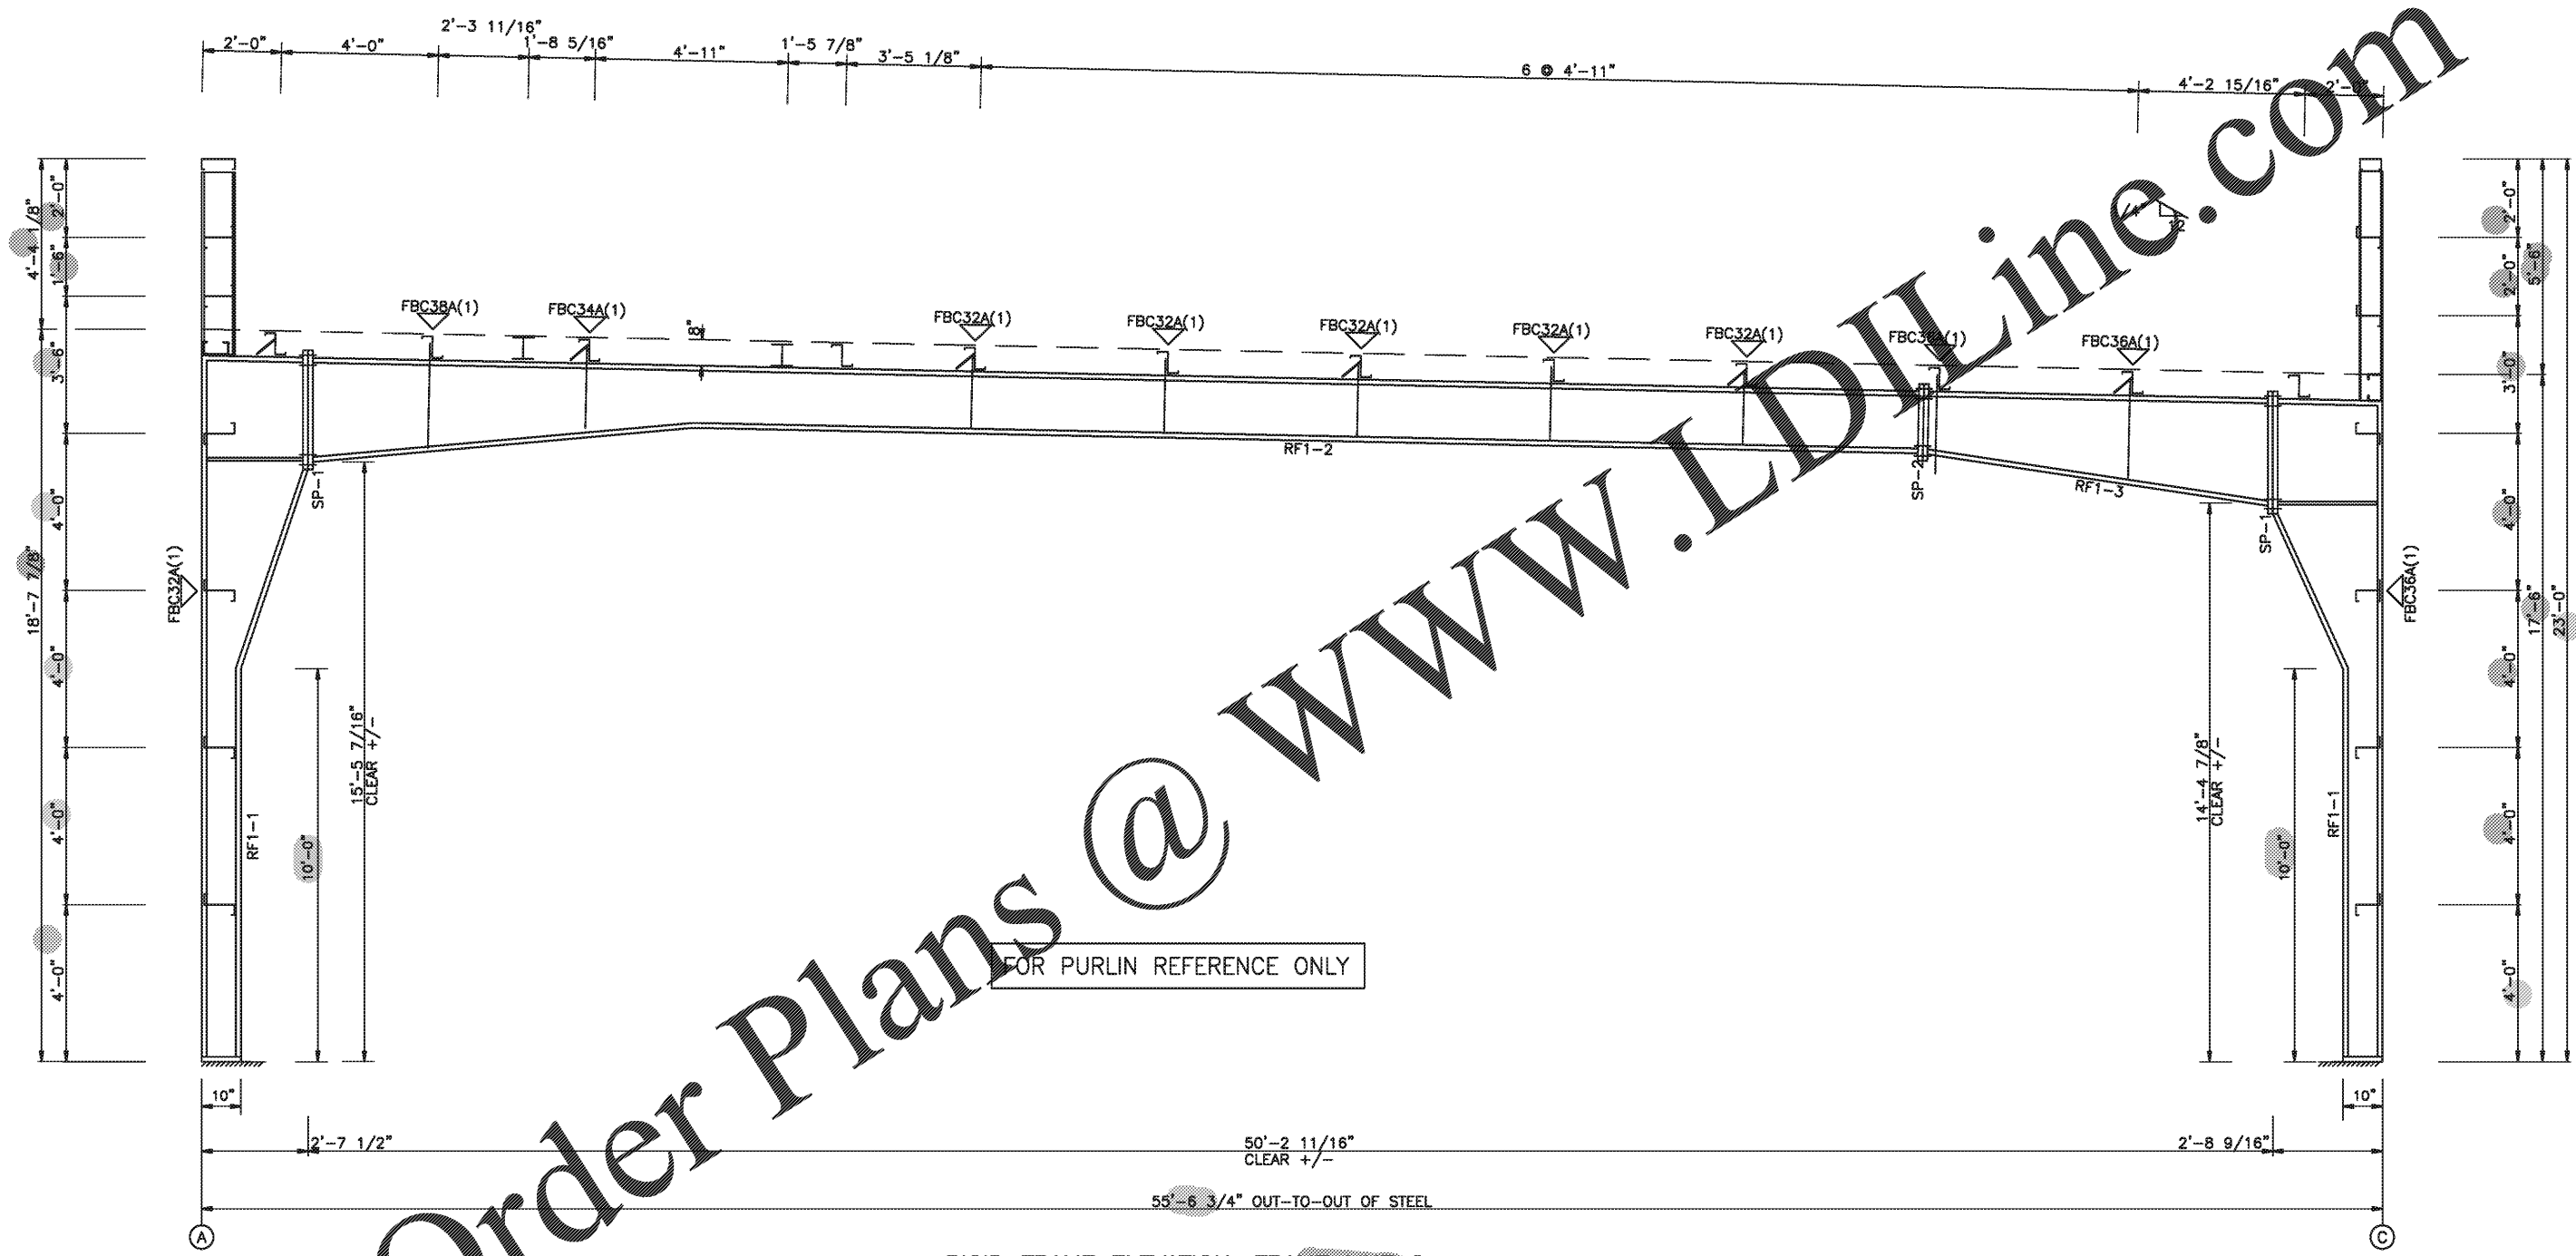 2'-0"
4'-0"
2'-3 11/16"
1'-8 5/16"
4'-11"
1'-5 7/8"
3'-5 1/8"
6 @ 4'-11"
4'-2 15/16"
2'-0"
4'-4 1/8"
2'-0"
1'-6"
3'-6"
4'-0"
4'-0"
4'-0"
4'-0"
18'-7 7/8"
FBC32A(1)
FBC38A(1)
FBC34A(1)
8"
FBC32A(1)
FBC32A(1)
FBC32A(1)
FBC32A(1)
FBC32A(1)
FBC36A(1)
12
SP-1
RF1-2
SP-2
RF1-3
SP-1
RF1-1
10'-0"
15'-5 7/16"
CLEAR +/-
14'-4 7/8"
CLEAR +/-
10'-0"
RF1-1
FBC36A(1)
2'-0"
2'-0"
3'-0"
4'-0"
4'-0"
4'-0"
4'-0"
5'-6"
17'-6"
23'-0"
FOR PURLIN REFERENCE ONLY
10"
10"
2'-7 1/2"
50'-2 11/16"
CLEAR +/-
2'-8 9/16"
55'-6 3/4" OUT-TO-OUT OF STEEL
A
C
Order Plans @ WWW.LDILine.com